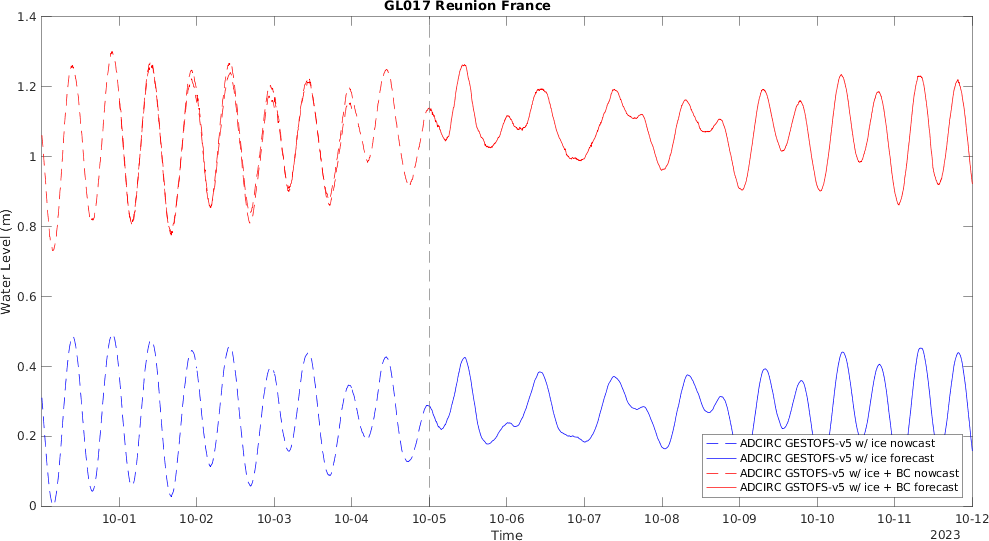 GL017 Reunion France
1.4
1.2
1
0.8
0.6
0.4
0.2
0
Water Level (m)
ADCIRC GESTOFS-v5 w/ ice nowcast
ADCIRC GESTOFS-v5 w/ ice forecast
ADCIRC GSTOFS-v5 w/ ice + BC nowcast
ADCIRC GSTOFS-v5 w/ ice + BC forecast
10-01 10-02 10-03 10-04 10-05 10-06 10-07 10-08 10-09 10-10 10-11 10-12
Time
2023